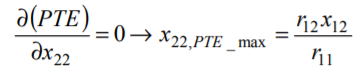 ∂(PTE)/∂x₂₂ = 0 → x₂₂,PTE_max = r₁₂x₁₂/r₁₁